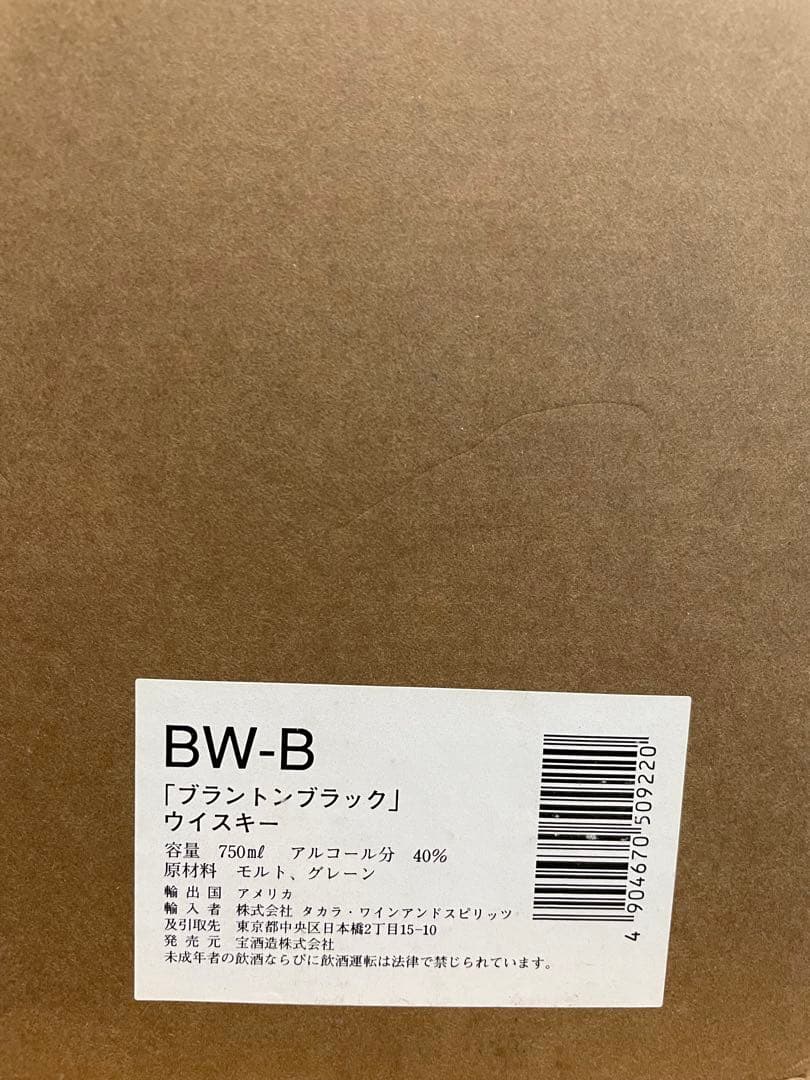 BW-B
「ブラントンブラック」
ウイスキー
容量 750mℓ アルコール分 40%
原材料 モルト、グレーン
輸出国 アメリカ
輸入者 株式会社 タカラ・ワインアンドスピリッツ
及引取先 東京都中央区日本橋2丁目15-10
発売元 宝酒造株式会社
未成年者の飲酒ならびに飲酒運転は法律で禁じられています。
4 904670 509220